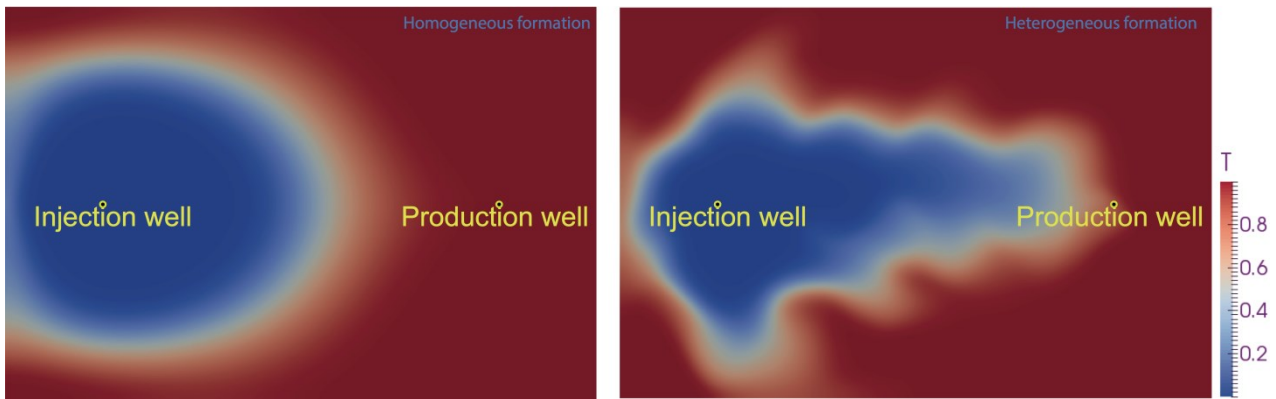 Homogeneous formation
Injection well
Production well
Heterogeneous formation
Injection well
Production well
T
0.8
0.6
0.4
0.2